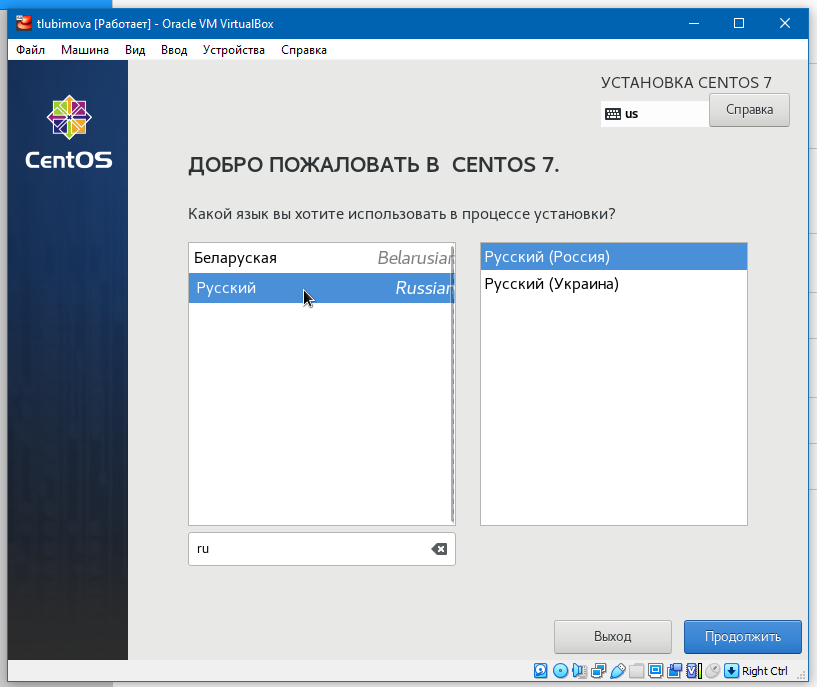 tlubimova [Работает] - Oracle VM VirtualBox
Файл Машина Вид Ввод Устройства Справка
CentOS
УСТАНОВКА CENTOS 7
us
Справка
ДОБРО ПОЖАЛОВАТЬ В CENTOS 7.
Какой язык вы хотите использовать в процессе установки?
Беларуская Belarusian
Русский Russian
Русский (Россия)
Русский (Украина)
ru
Выход
Продолжить
Right Ctrl